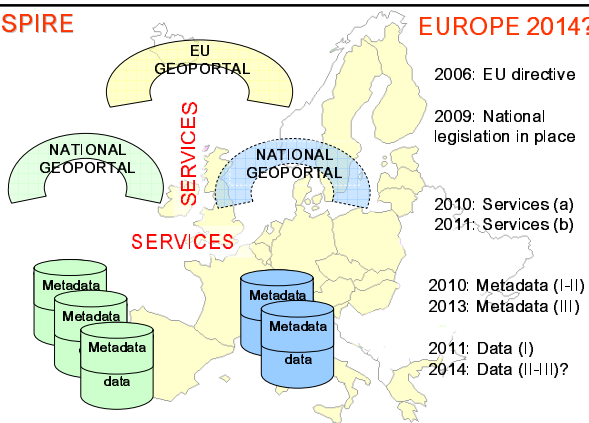 SPIRE
EUROPE 2014?
EU
GEOPORTAL
SERVICES
NATIONAL
GEOPORTAL
NATIONAL
GEOPORTAL
SERVICES
Metadata
Metadata
Metadata
data
Metadata
Metadata
data
2006: EU directive
2009: National
legislation in place
2010: Services (a)
2011: Services (b)
2010: Metadata (I-II)
2013: Metadata (III)
2011: Data (I)
2014: Data (II-III)?